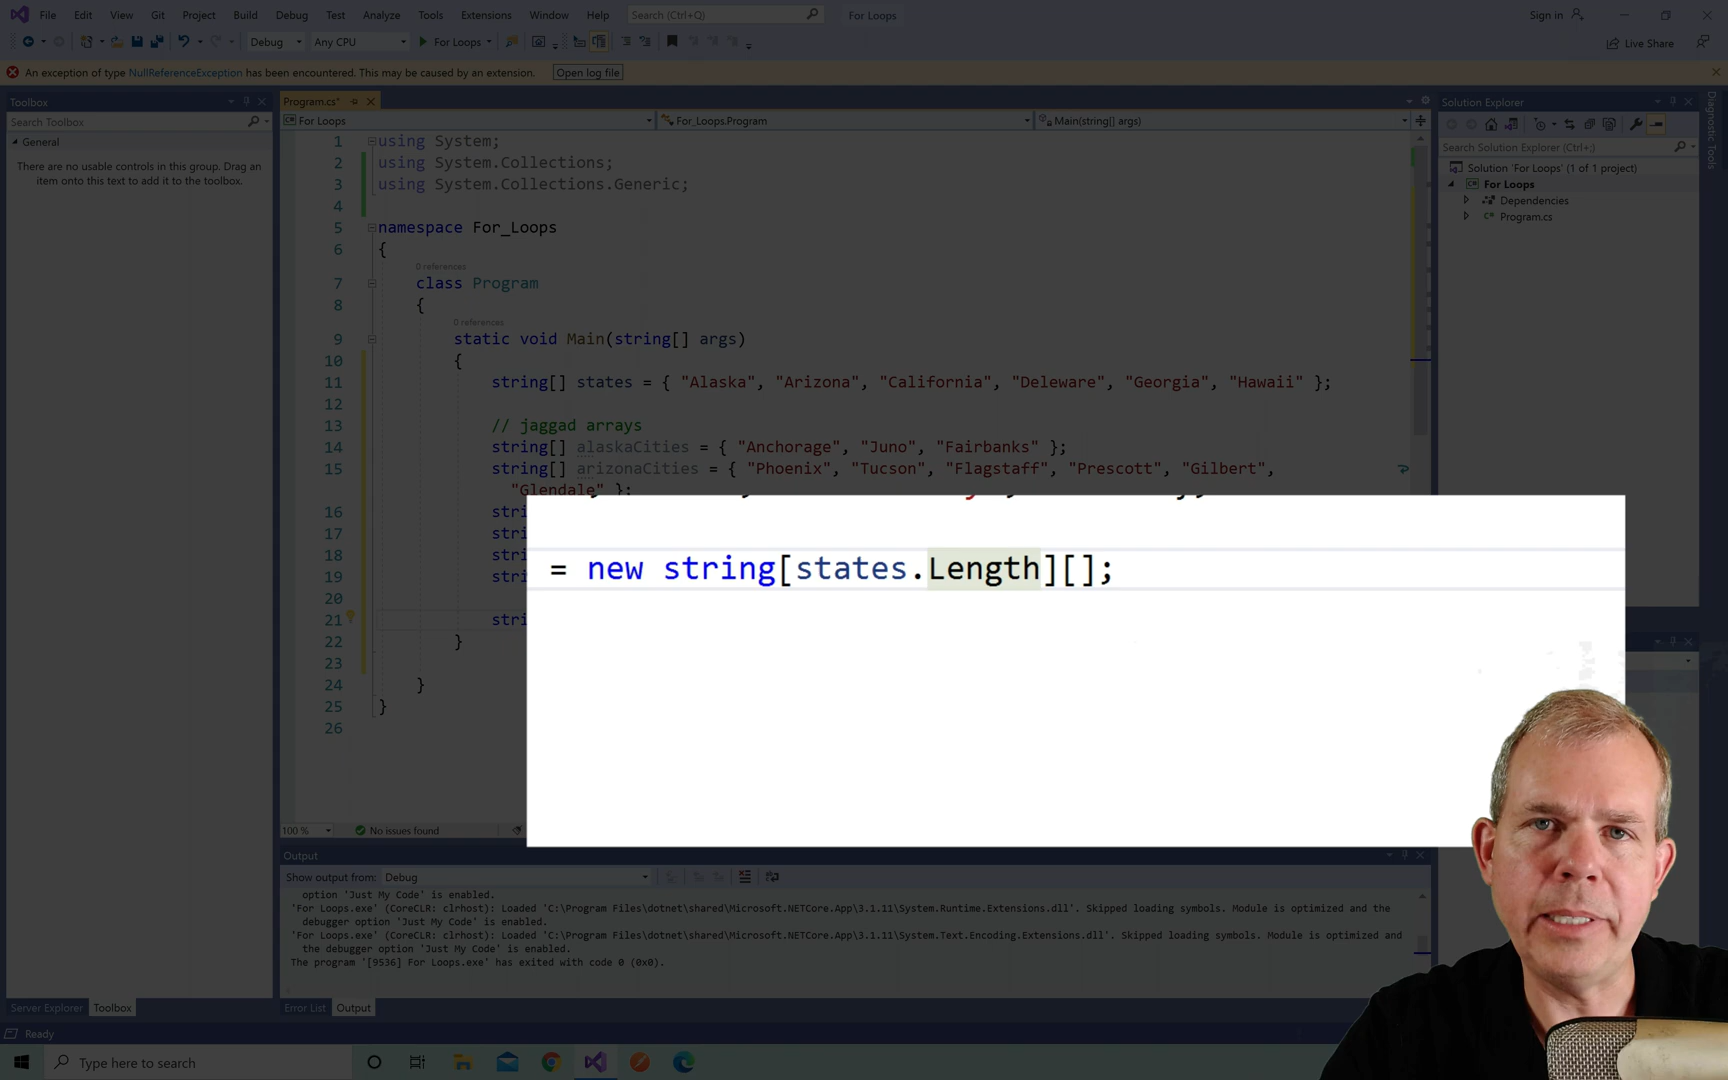 File Edit View Git Project Build Debug Test Analyze Tools Extensions Window Help Search (Ctrl+Q) For Loops Sign in
Debug Any CPU For Loops Live Share
An exception of type NullReferenceException has been encountered. This may be caused by an extension. Open log file
Toolbox
Search Toolbox
General
There are no usable controls in this group. Drag an
item onto this text to add it to the toolbox.
Program.cs*
For Loops For_Loops.Program Main(string[] args)
1 using System;
2 using System.Collections;
3 using System.Collections.Generic;
4
5 namespace For_Loops
6 {
0 references
7 class Program
8 {
0 references
9 static void Main(string[] args)
10 {
11 string[] states = { "Alaska", "Arizona", "California", "Deleware", "Georgia", "Hawaii" };
12
13 // jaggad arrays
14 string[] alaskaCities = { "Anchorage", "Juno", "Fairbanks" };
15 string[] arizonaCities = { "Phoenix", "Tucson", "Flagstaff", "Prescott", "Gilbert",
"Glendale" };
16 stri
17 stri
18 stri
19 stri
20
21 stri
22 }
23
24 }
25 }
26
= new string[states.Length][];
100 % No issues found
Output
Show output from: Debug
option 'Just My Code' is enabled.
'For Loops.exe' (CoreCLR: clrhost): Loaded 'C:\Program Files\dotnet\shared\Microsoft.NETCore.App\3.1.11\System.Runtime.Extensions.dll'. Skipped loading symbols. Module is optimized and the
debugger option 'Just My Code' is enabled.
'For Loops.exe' (CoreCLR: clrhost): Loaded 'C:\Program Files\dotnet\shared\Microsoft.NETCore.App\3.1.11\System.Text.Encoding.Extensions.dll'. Skipped loading symbols. Module is optimized and
the debugger option 'Just My Code' is enabled.
The program '[9536] For Loops.exe' has exited with code 0 (0x0).
Server Explorer Toolbox Error List Output
Ready
Type here to search
Solution Explorer
Search Solution Explorer (Ctrl+;)
Solution 'For Loops' (1 of 1 project)
For Loops
Dependencies
Program.cs
Diagnostic Tools